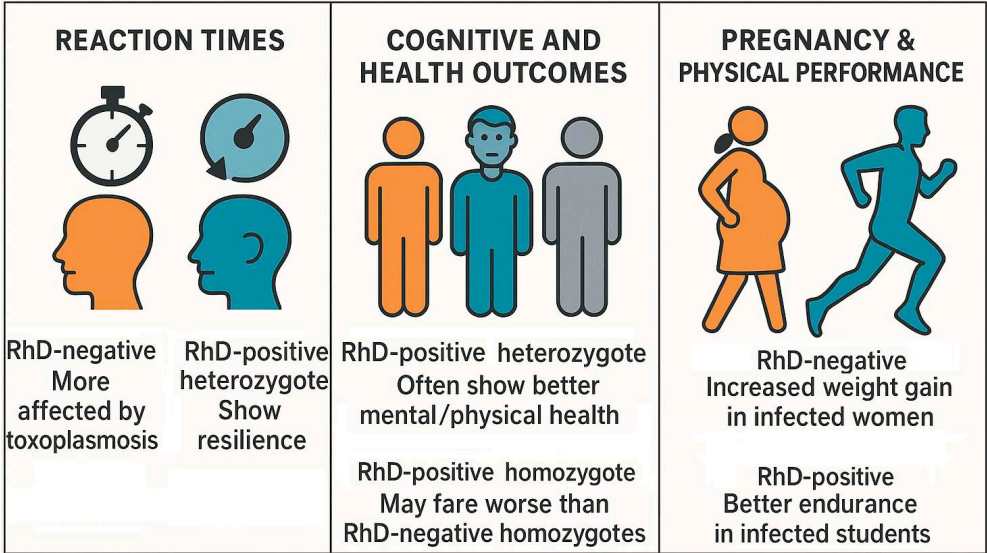 REACTION TIMES
RhD-negative
More
affected by
toxoplasmosis
RhD-positive
heterozygote
Show
resilience
COGNITIVE AND
HEALTH OUTCOMES
RhD-positive heterozygote
Often show better
mental/physical health
RhD-positive homozygote
May fare worse than
RhD-negative homozygotes
PREGNANCY &
PHYSICAL PERFORMANCE
RhD-negative
Increased weight gain
in infected women
RhD-positive
Better endurance
in infected students